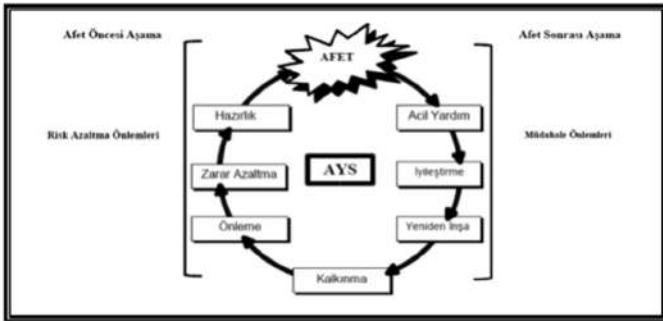 Afet Öncesi Aşama
Afet Sonrası Aşama
AFET
Hazırlık
Acil Yardım
Risk Azaltma Önlemleri
Müdahale Önlemleri
Zarar Azaltma
AYS
İyileştirme
Önleme
Yeniden İnşa
Kalkınma